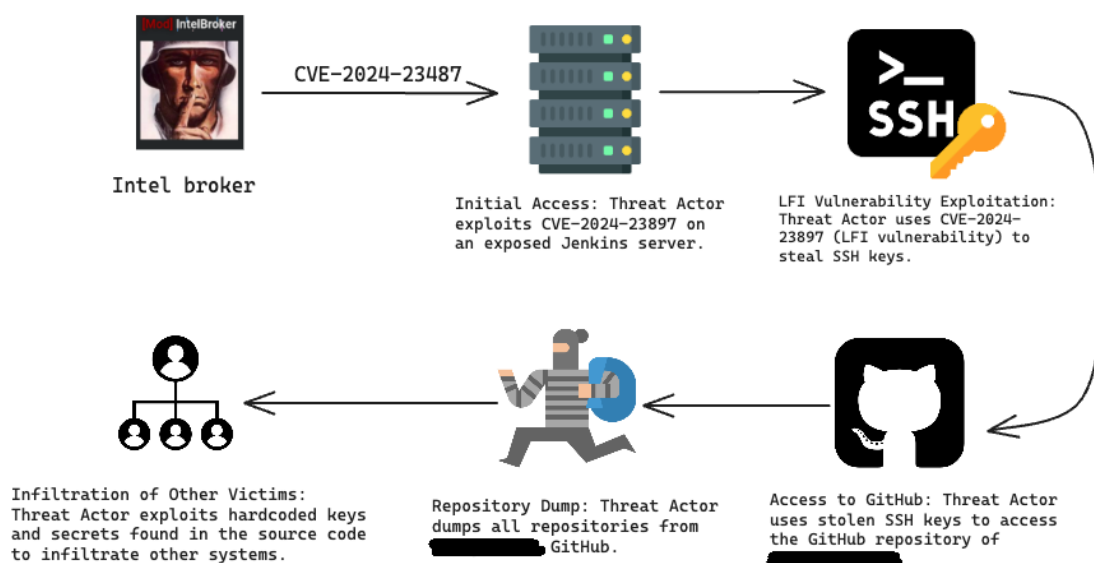 [Mod] IntelBroker
CVE-2024-23487
>_
SSH
Intel broker
Initial Access: Threat Actor
exploits CVE-2024-23897 on
an exposed Jenkins server.
LFI Vulnerability Exploitation:
Threat Actor uses CVE-2024-
23897 (LFI vulnerability) to
steal SSH keys.
Infiltration of Other Victims:
Threat Actor exploits hardcoded keys
and secrets found in the source code
to infiltrate other systems.
Repository Dump: Threat Actor
dumps all repositories from
GitHub.
Access to GitHub: Threat Actor
uses stolen SSH keys to access
the GitHub repository of